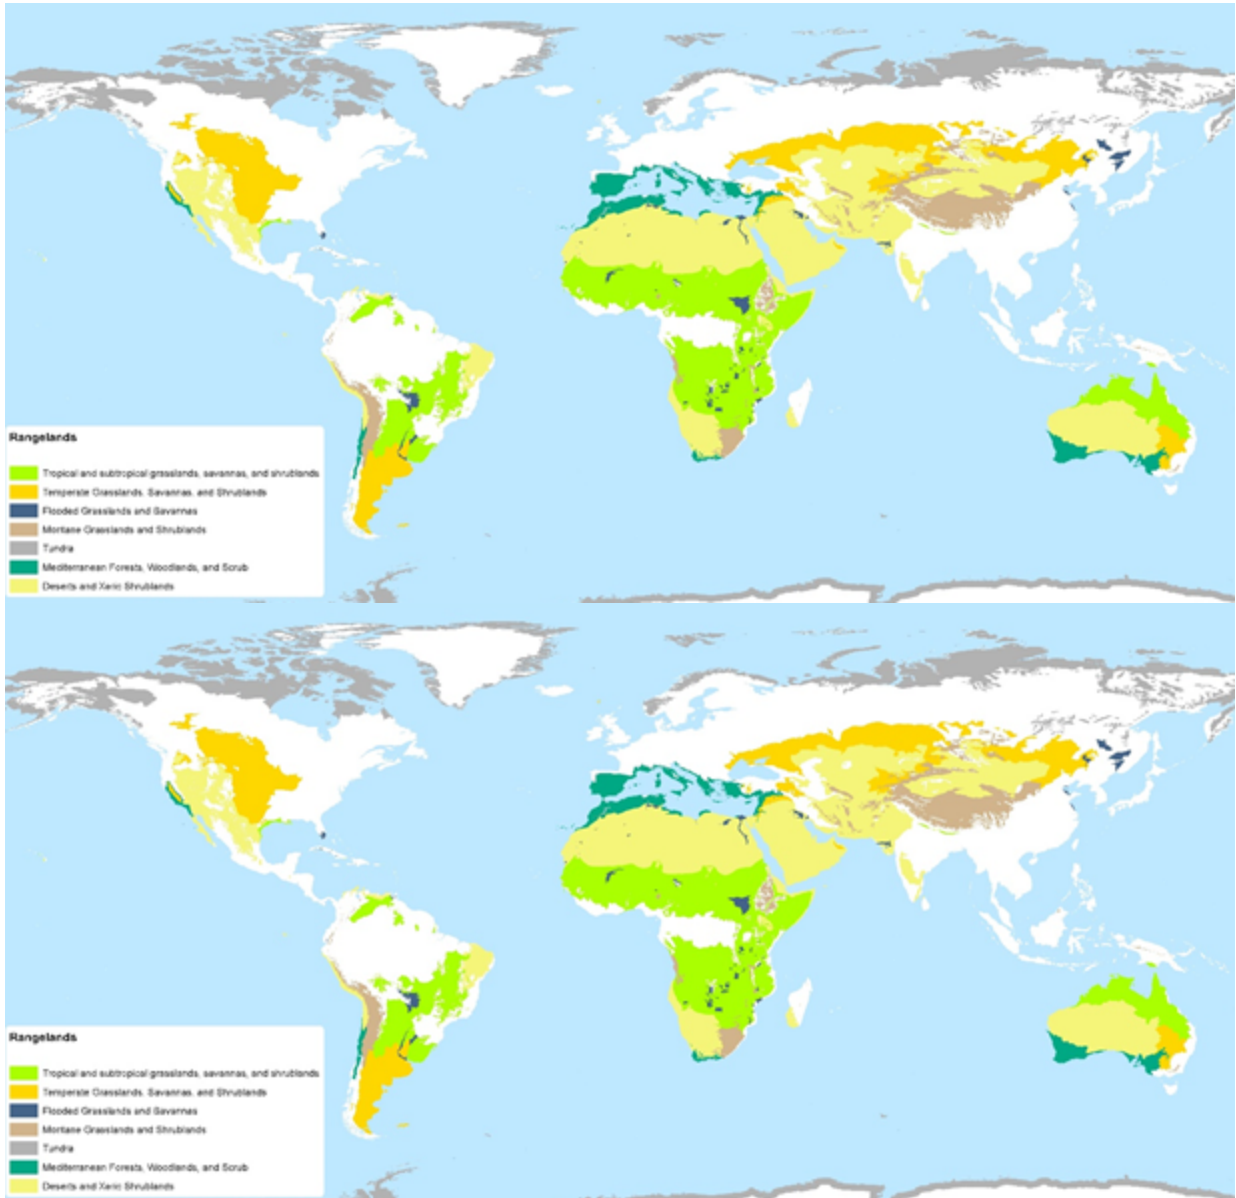 Rangelands
Tropical and subtropical grasslands, savannas, and shrublands
Temperate Grasslands, Savannas, and Shrublands
Flooded Grasslands and Savannas
Montane Grasslands and Shrublands
Tundra
Mediterranean Forests, Woodlands, and Scrub
Deserts and Xeric Shrublands
Rangelands
Tropical and subtropical grasslands, savannas, and shrublands
Temperate Grasslands, Savannas, and Shrublands
Flooded Grasslands and Savannas
Montane Grasslands and Shrublands
Tundra
Mediterranean Forests, Woodlands, and Scrub
Deserts and Xeric Shrublands